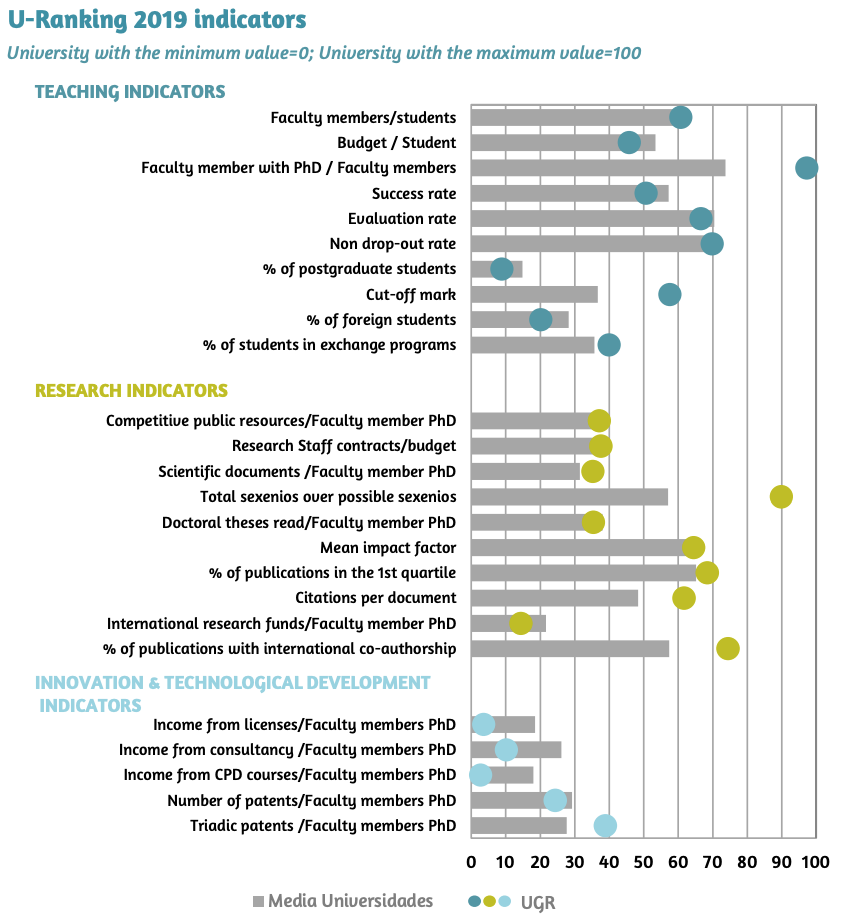 U-Ranking 2019 indicators
University with the minimum value=0; University with the maximum value=100
TEACHING INDICATORS
Faculty members/students
Budget / Student
Faculty member with PhD / Faculty members
Success rate
Evaluation rate
Non drop-out rate
% of postgraduate students
Cut-off mark
% of foreign students
% of students in exchange programs
RESEARCH INDICATORS
Competitive public resources/Faculty member PhD
Research Staff contracts/budget
Scientific documents /Faculty member PhD
Total sexenios over possible sexenios
Doctoral theses read/Faculty member PhD
Mean impact factor
% of publications in the 1st quartile
Citations per document
International research funds/Faculty member PhD
% of publications with international co-authorship
INNOVATION & TECHNOLOGICAL DEVELOPMENT
INDICATORS
Income from licenses/Faculty members PhD
Income from consultancy /Faculty members PhD
Income from CPD courses/Faculty members PhD
Number of patents/Faculty members PhD
Triadic patents /Faculty members PhD
0 10 20 30 40 50 60 70 80 90 100
Media Universidades UGR